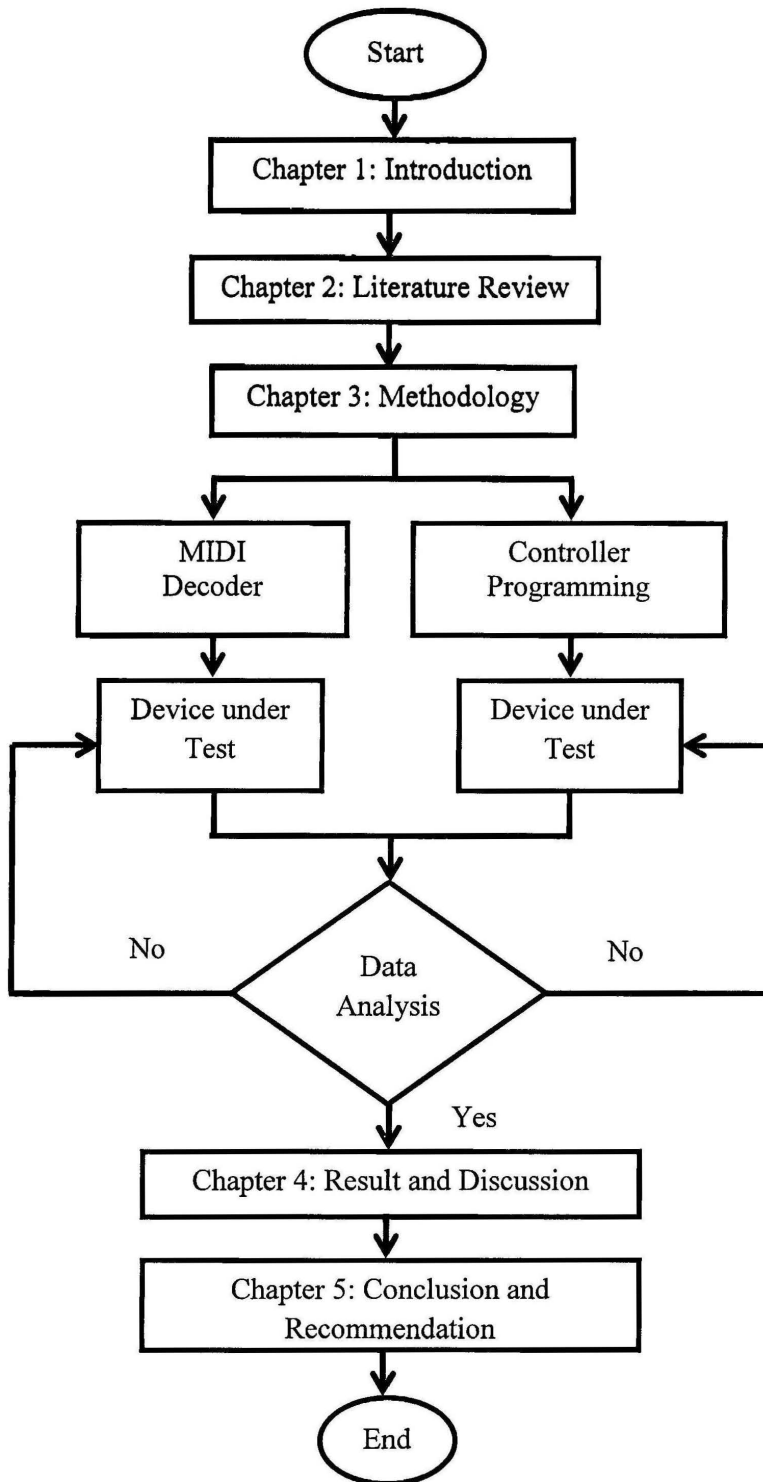 Start
Chapter 1: Introduction
Chapter 2: Literature Review
Chapter 3: Methodology
MIDI
Decoder
Controller
Programming
Device under
Test
Device under
Test
No
Data
Analysis
No
Yes
Chapter 4: Result and Discussion
Chapter 5: Conclusion and
Recommendation
End